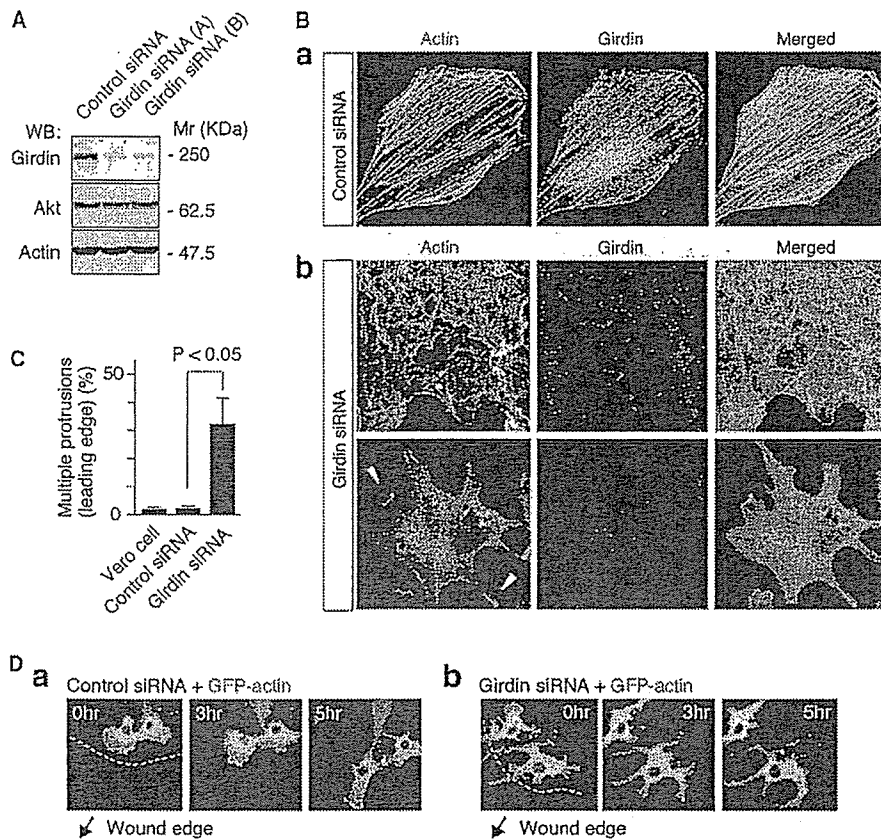 A
Control siRNA
Girdin siRNA (A)
Girdin siRNA (B)
WB:
Mr (KDa)
Girdin
- 250
Akt
- 62.5
Actin
- 47.5
B
a
Actin
Girdin
Merged
Control siRNA
b
Actin
Girdin
Merged
Girdin siRNA
C
P < 0.05
50
0
Multiple protrusions
(leading edge) (%)
Vero cell
Control siRNA
Girdin siRNA
D
a
Control siRNA + GFP-actin
0hr
3hr
5hr
Wound edge
b
Girdin siRNA + GFP-actin
0hr
3hr
5hr
Wound edge